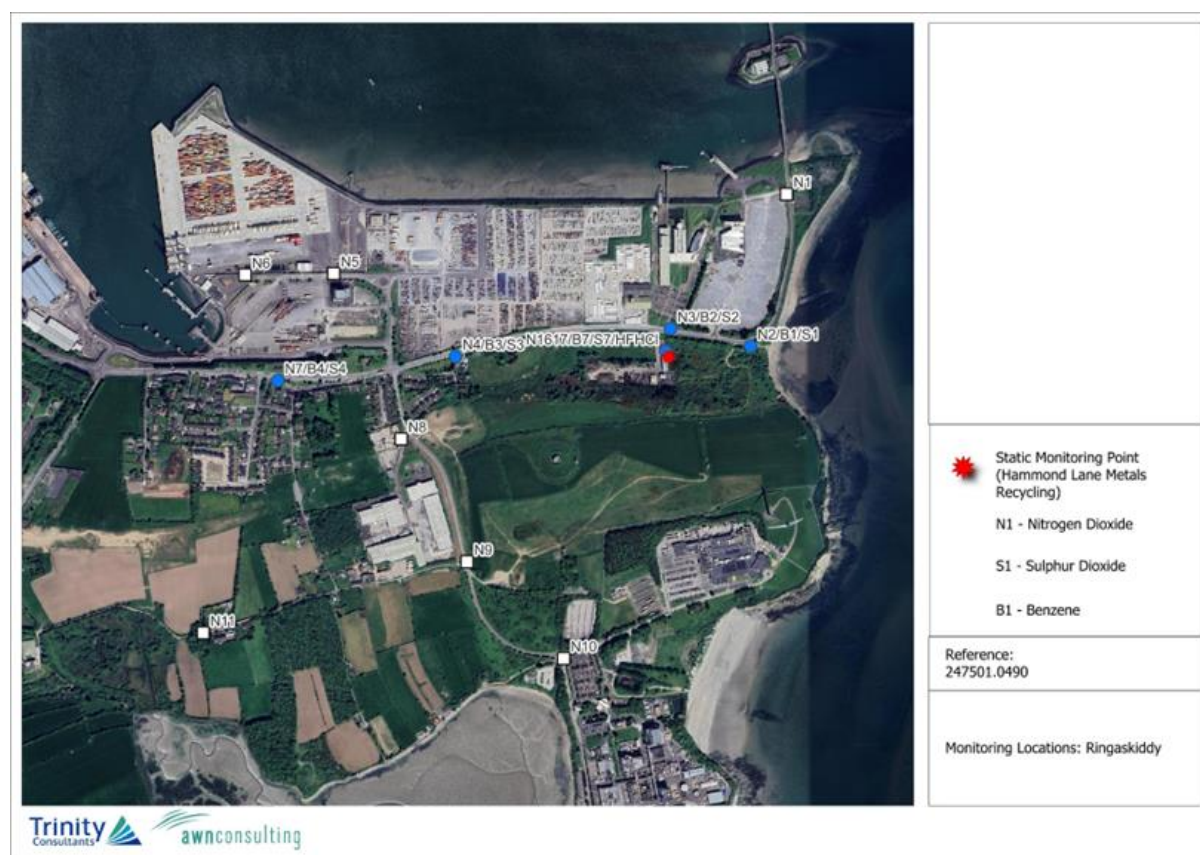 N1
N6
N5
N3/B2/S2
N4/B3/S3
N1617/B7/S7/HFHCl
N2/B1/S1
N7/B4/S4
N8
N9
N11
N10
Static Monitoring Point
(Hammond Lane Metals
Recycling)
N1 - Nitrogen Dioxide
S1 - Sulphur Dioxide
B1 - Benzene
Reference:
247501.0490
Monitoring Locations: Ringaskiddy
Trinity
Consultants
awnconsulting